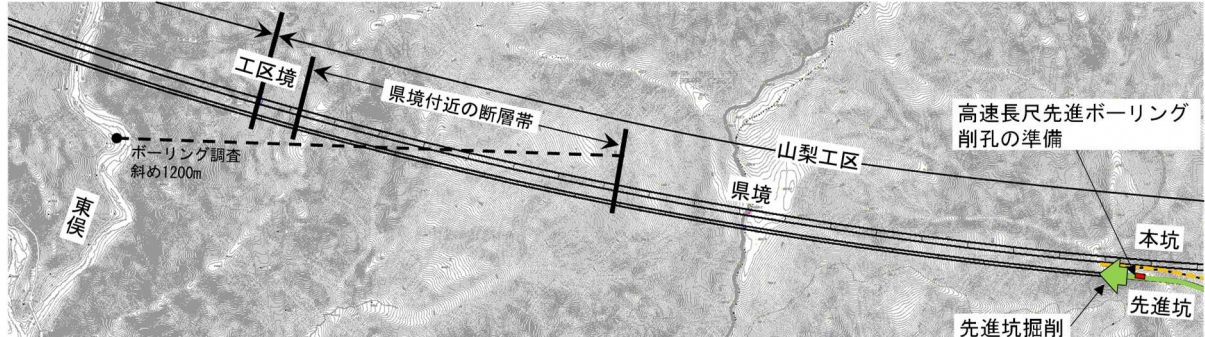 工区境
県境付近の断層帯
高速長尺先進ボーリング
削孔の準備
ボーリング調査
斜め1200m
山梨工区
県境
東俣
本坑
先進坑
先進坑掘削